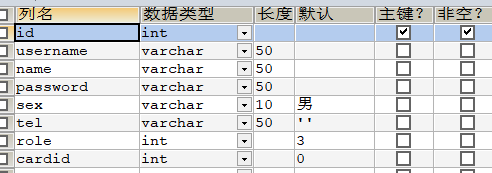 列名 数据类型 长度 默认 主键? 非空?
id int
username varchar 50
name varchar 50
password varchar 50
sex varchar 10 男
tel varchar 50 ''
role int 3
cardid int 0